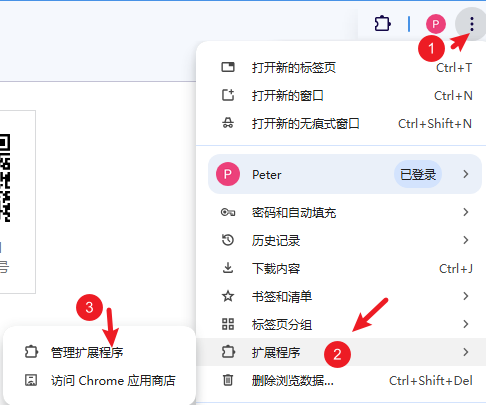 P
1
打开新的标签页 Ctrl+T
打开新的窗口 Ctrl+N
打开新的无痕式窗口 Ctrl+Shift+N
P Peter 已登录
密码和自动填充
历史记录
下载内容 Ctrl+J
号
书签和清单
3
标签页分组
管理扩展程序
扩展程序
2
访问 Chrome 应用商店
删除浏览数据... Ctrl+Shift+Del